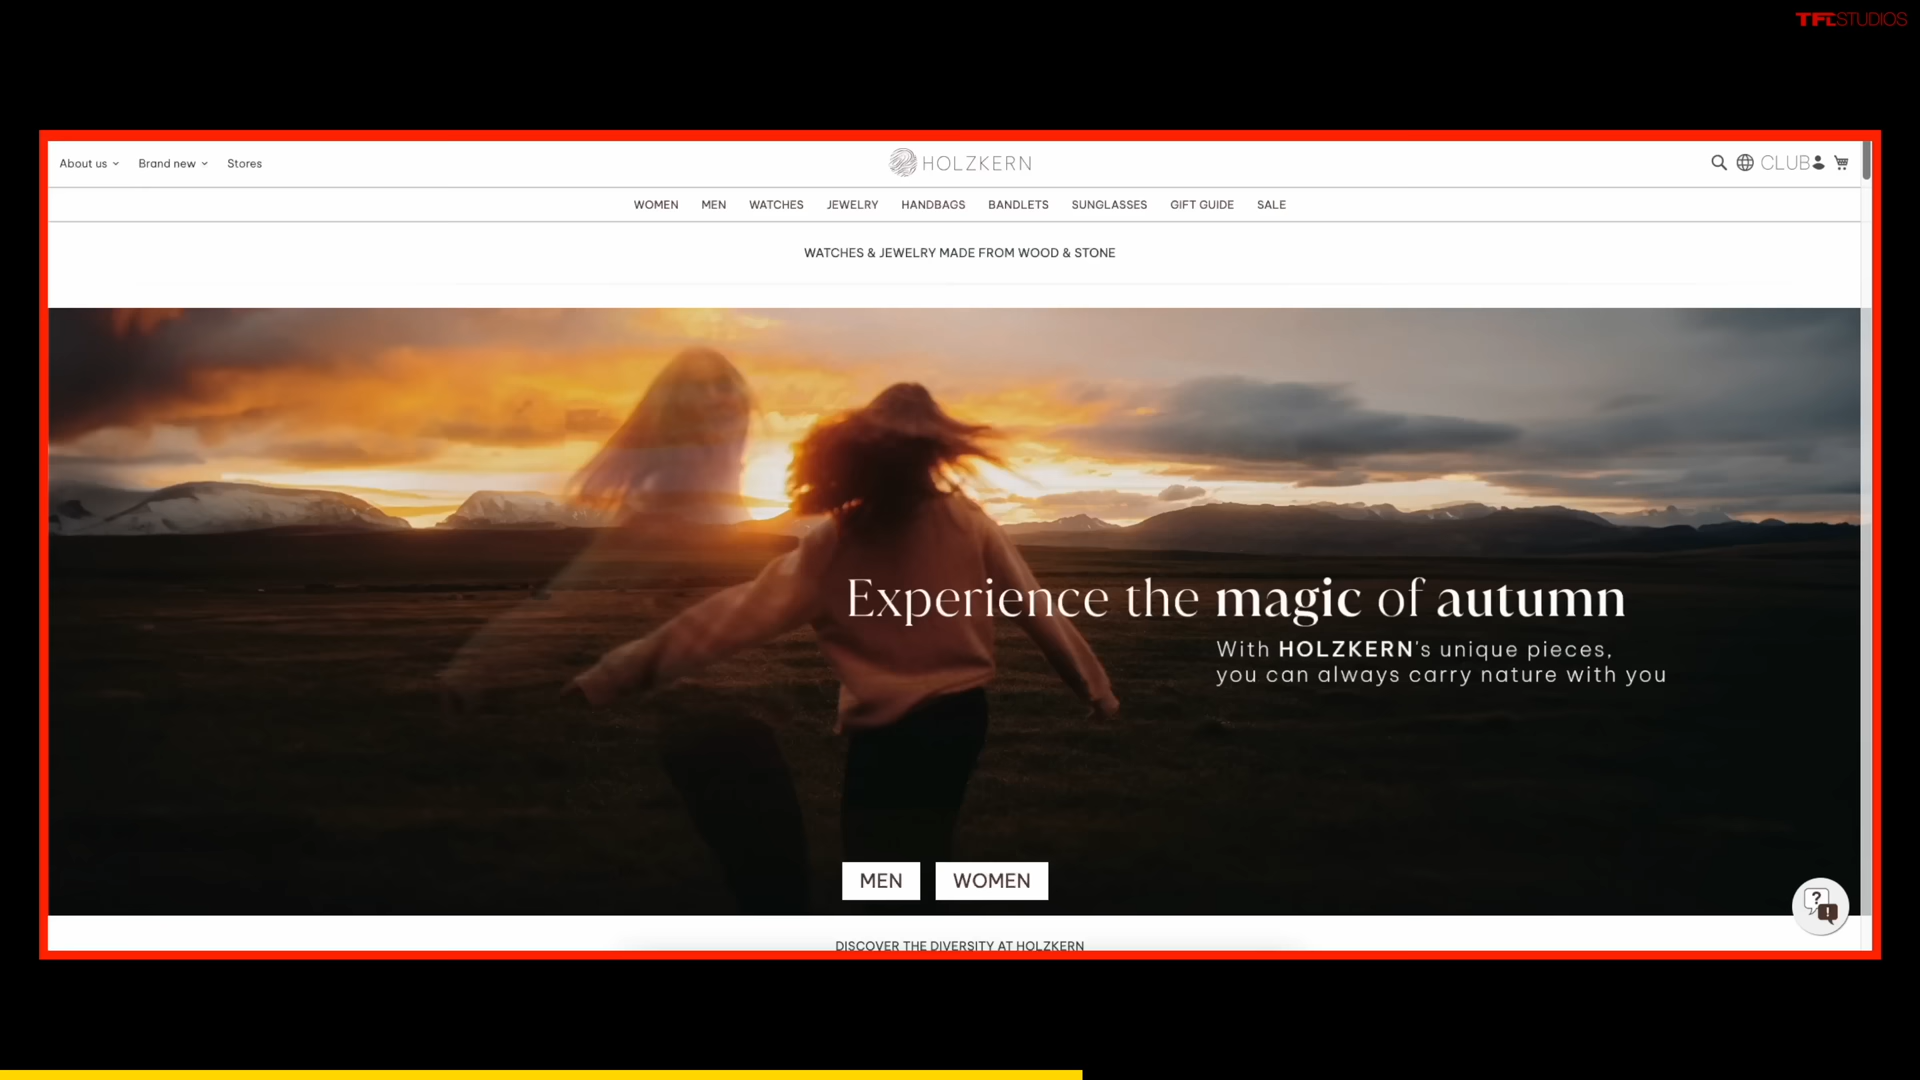 TFLSTUDIOS
About us
Brand new
Stores
HOLZKERN
CLUB
WOMEN
MEN
WATCHES
JEWELRY
HANDBAGS
BANDLETS
SUNGLASSES
GIFT GUIDE
SALE
WATCHES & JEWELRY MADE FROM WOOD & STONE
Experience the magic of autumn
With HOLZKERN's unique pieces,
you can always carry nature with you
MEN
WOMEN
?
!
DISCOVER THE DIVERSITY AT HOLZKERN